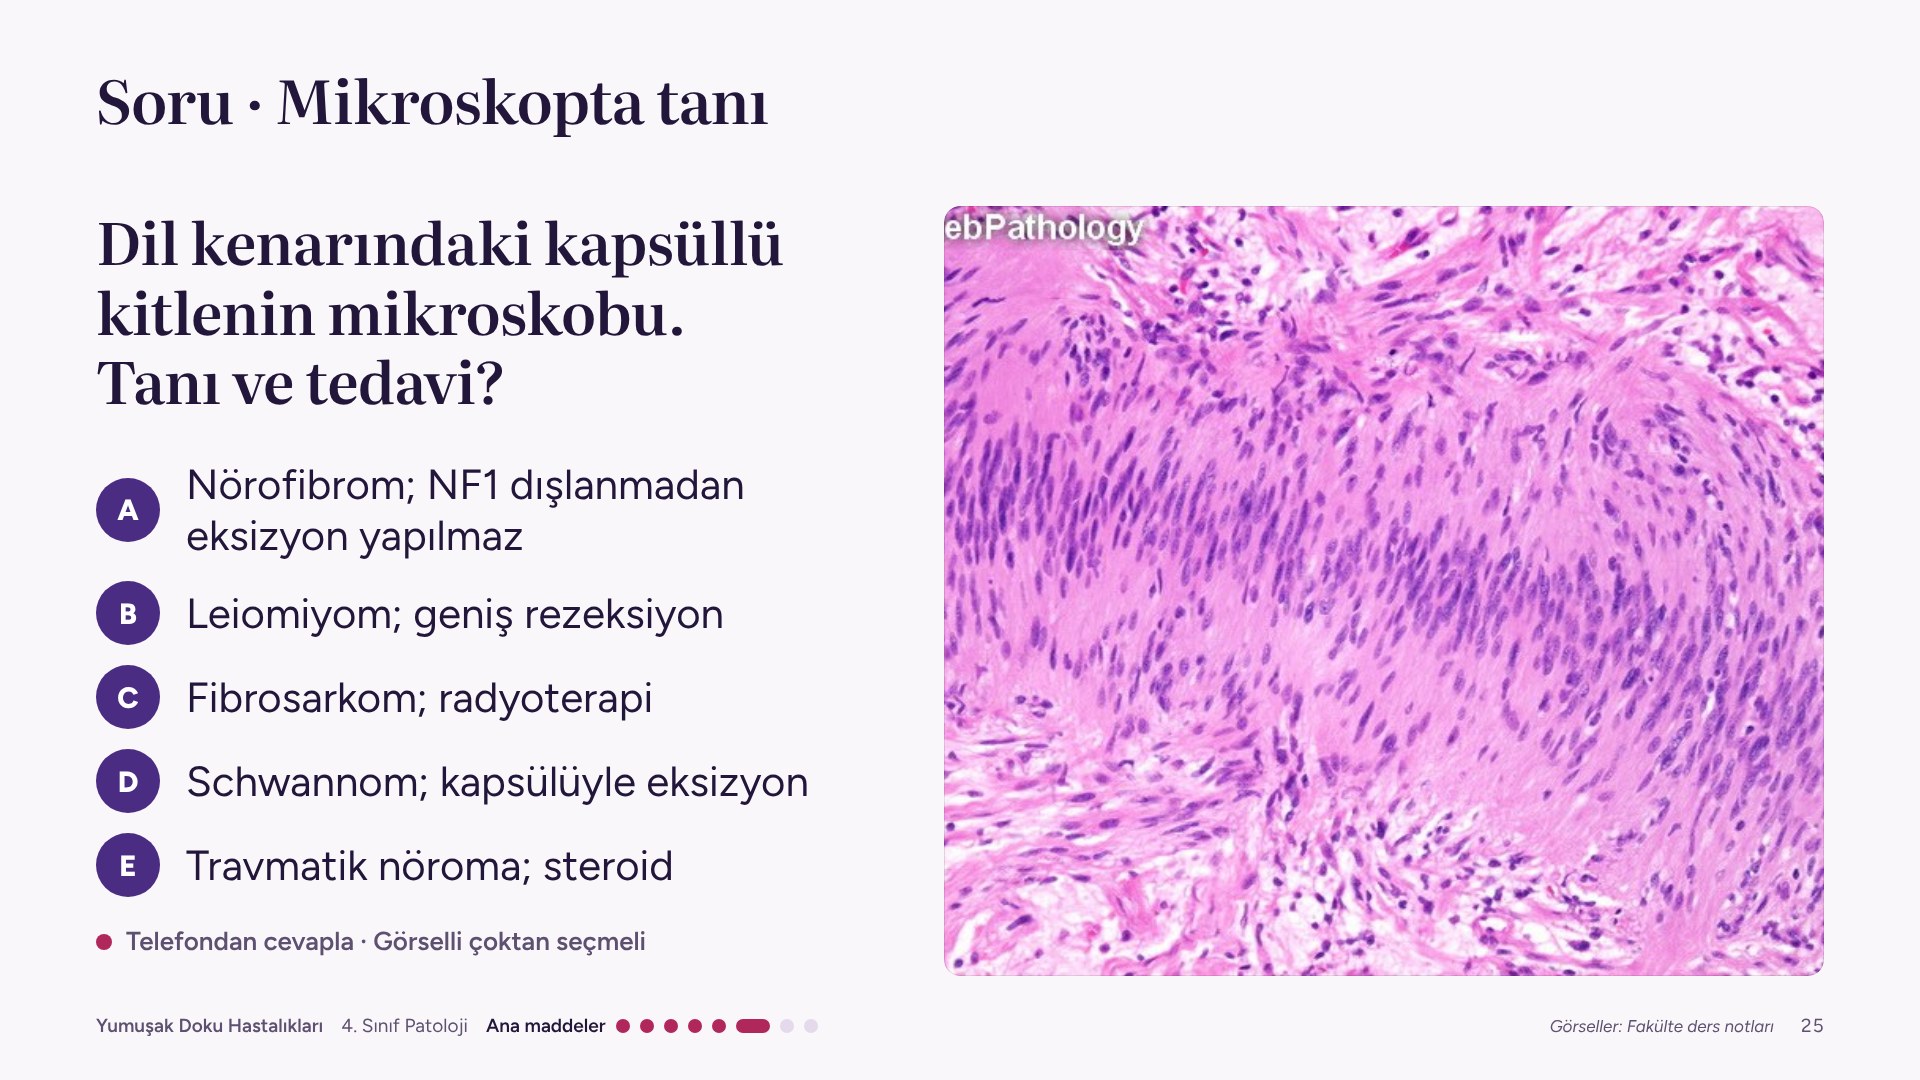 Soru · Mikroskopta tanı
Dil kenarındaki kapsüllü
kitlenin mikroskobu.
Tanı ve tedavi?
A Nörofibrom; NF1 dışlanmadan
eksizyon yapılmaz
B Leiomiyom; geniş rezeksiyon
C Fibrosarkom; radyoterapi
D Schwannom; kapsülüyle eksizyon
E Travmatik nöroma; steroid
Telefondan cevapla · Görselli çoktan seçmeli
ebPathology
Yumuşak Doku Hastalıkları 4. Sınıf Patoloji Ana maddeler
Görseller: Fakülte ders notları 25